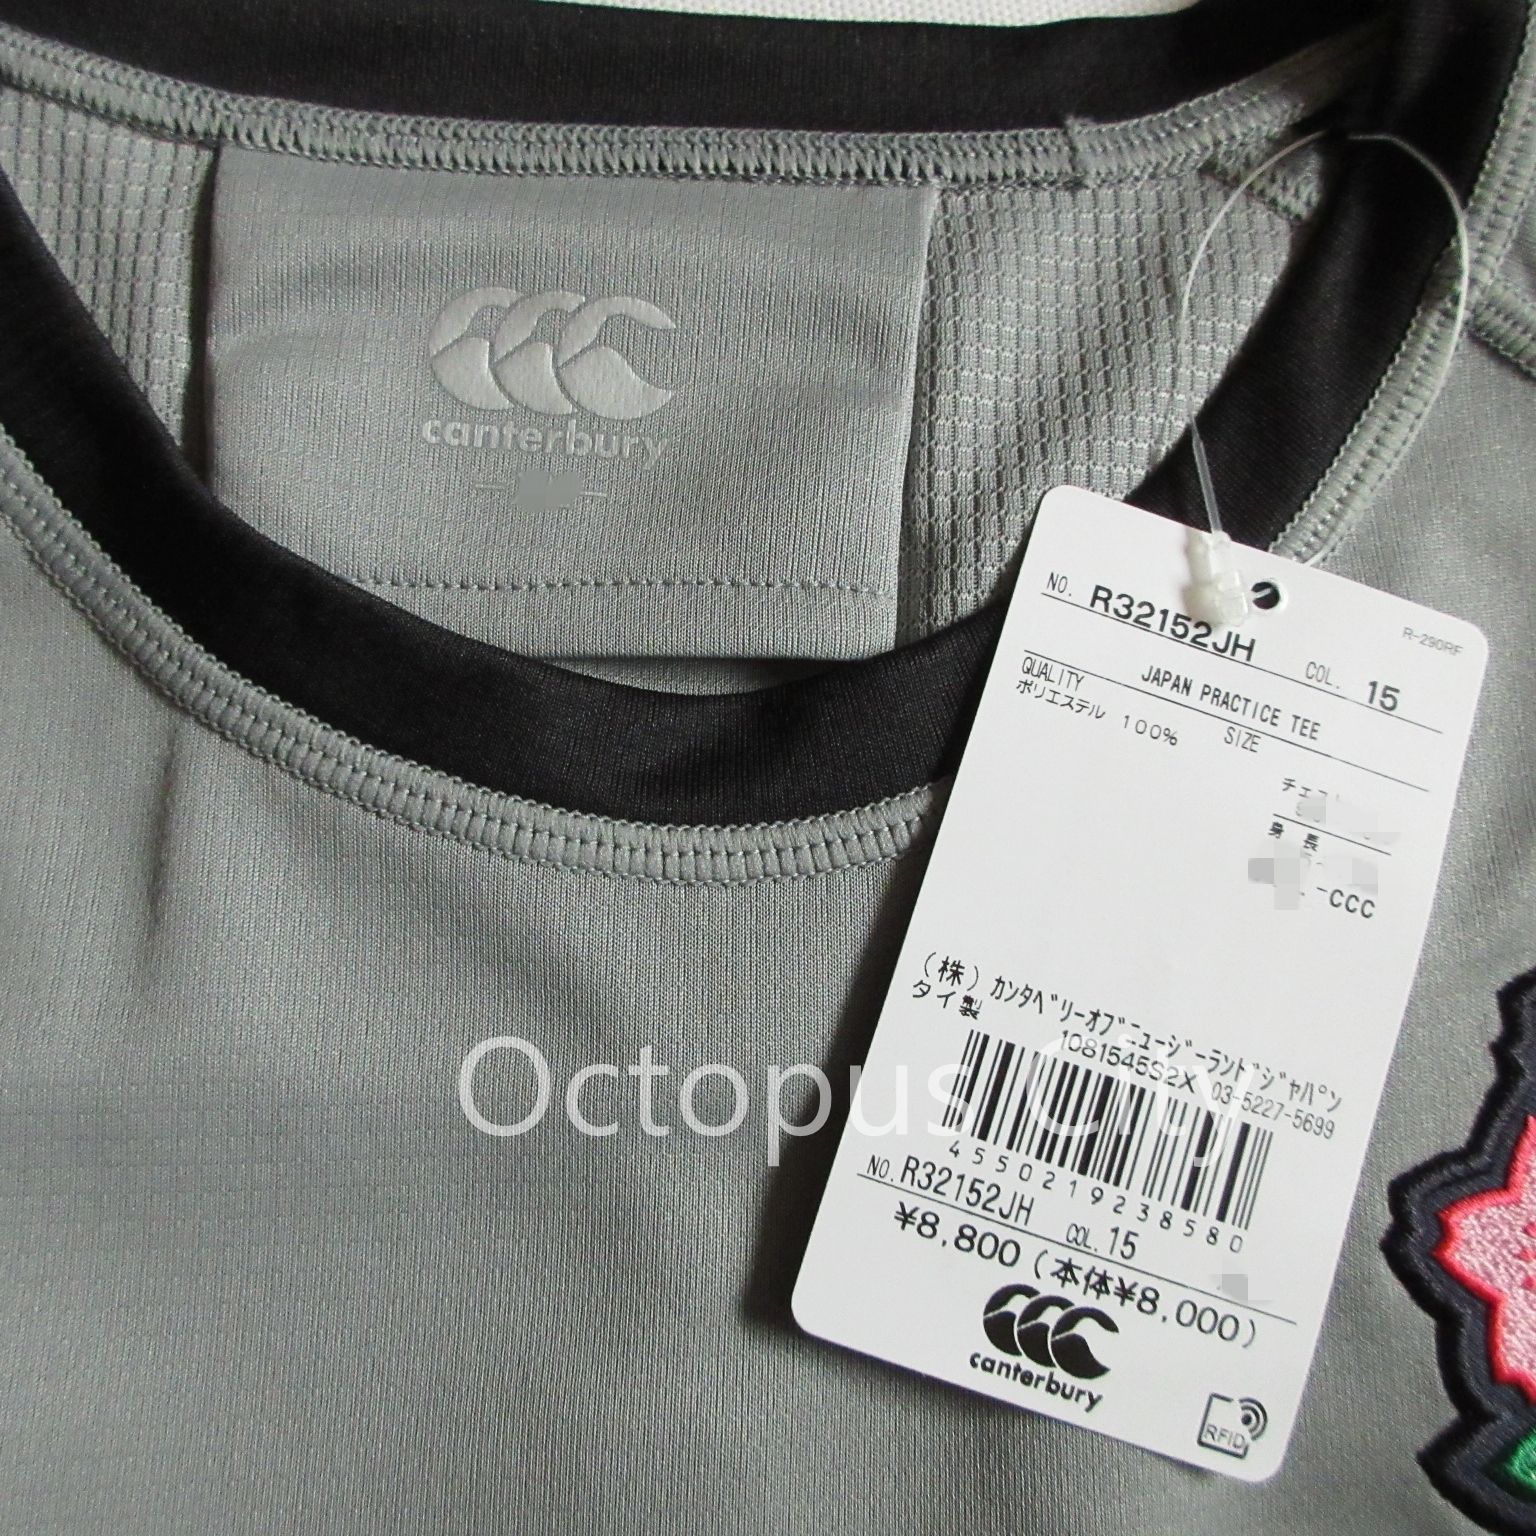 canterbury
NO. R32152JH
R-290RF
COL. 15
QUALITY JAPAN PRACTICE TEE
ポリエステル 100% SIZE
身長
-CCC
(株)カンタベリーオブニュージーランドジャパン
タイ製
1081545S2X 03-5227-5699
4550219238580
NO. R32152JH COL. 15
¥8,800(本体¥8,000)
canterbury
RFID
Octopus City